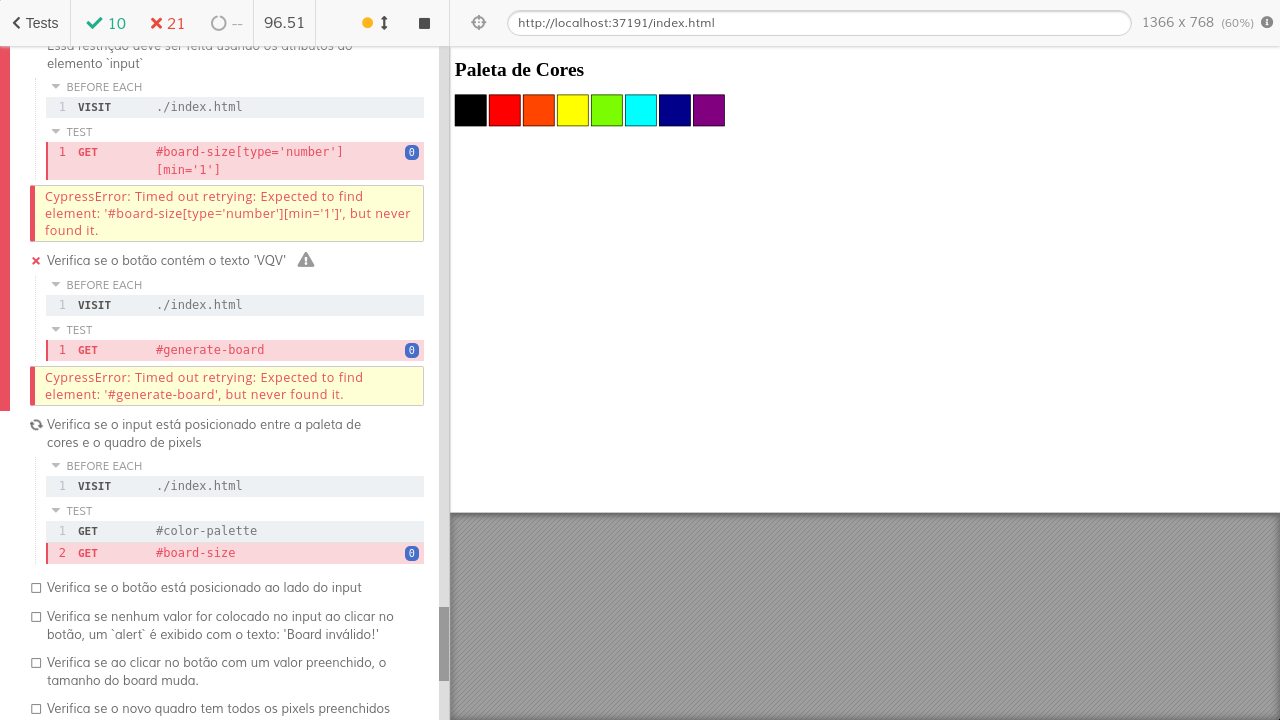 Tests
10
21
--
96.51
http://localhost:37191/index.html
1366 x 768 (60%)
Essa restrição deve ser feita usando os atributos do
elemento `input`
BEFORE EACH
1 VISIT ./index.html
TEST
1 GET #board-size[type='number']
[min='1'] 0
CypressError: Timed out retrying: Expected to find
element: '#board-size[type='number'][min='1']', but never
found it.
Verifica se o botão contém o texto 'VQV'
BEFORE EACH
1 VISIT ./index.html
TEST
1 GET #generate-board 0
CypressError: Timed out retrying: Expected to find
element: '#generate-board', but never found it.
Verifica se o input está posicionado entre a paleta de
cores e o quadro de pixels
BEFORE EACH
1 VISIT ./index.html
TEST
1 GET #color-palette
2 GET #board-size 0
Verifica se o botão está posicionado ao lado do input
Verifica se nenhum valor for colocado no input ao clicar no
botão, um `alert` é exibido com o texto: 'Board inválido!'
Verifica se ao clicar no botão com um valor preenchido, o
tamanho do board muda.
Verifica se o novo quadro tem todos os pixels preenchidos
Paleta de Cores